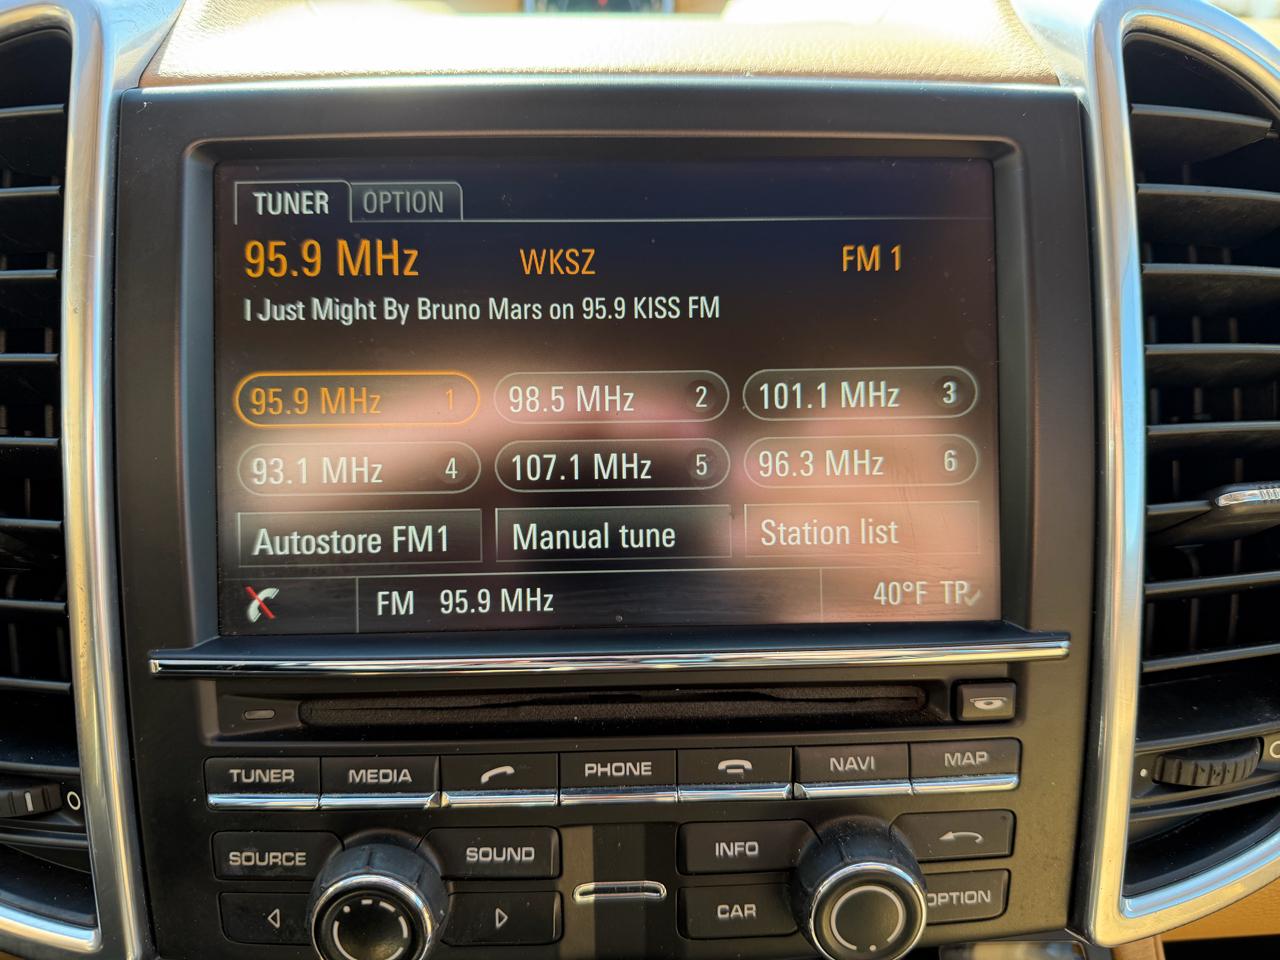 TUNER OPTION
95.9 MHz WKSZ FM 1
I Just Might By Bruno Mars on 95.9 KISS FM
95.9 MHz 1 98.5 MHz 2 101.1 MHz 3
93.1 MHz 4 107.1 MHz 5 96.3 MHz 6
Autostore FM1 Manual tune Station list
FM 95.9 MHz 40°F TP
TUNER MEDIA PHONE NAVI MAP
SOURCE SOUND INFO
CAR OPTION